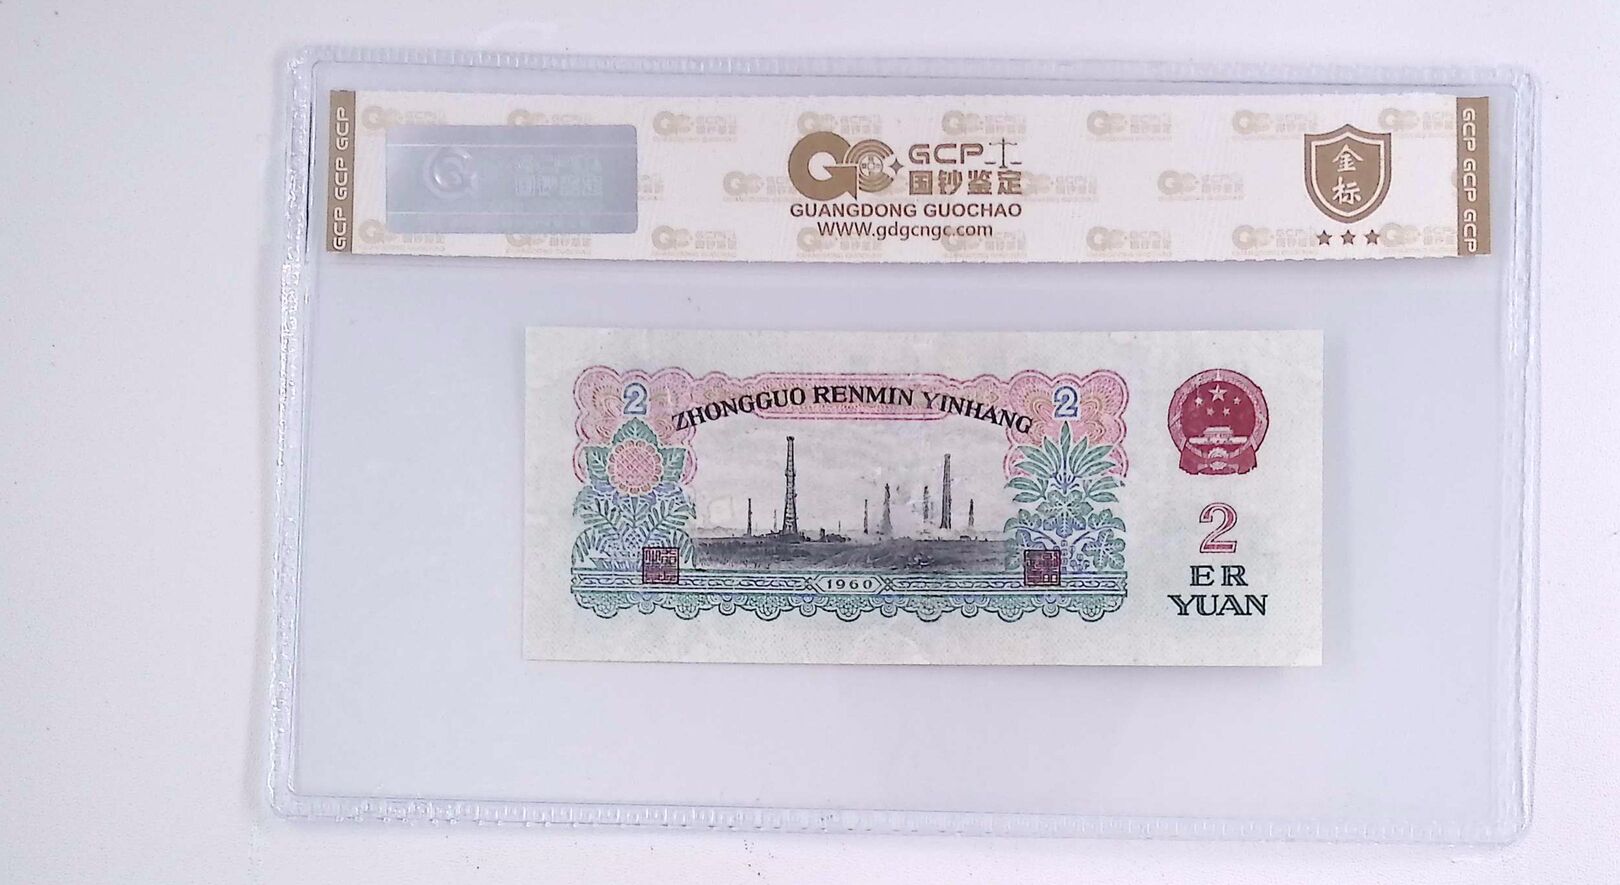 GCP GCP GCP
GCP
国钞鉴定
GUANGDONG GUOCHAO
WWW.gdgcngc.com
金标
GCP GCP GCP
2
ZHONGGUO RENMIN YINHANG
2
1960
2
ER
YUAN